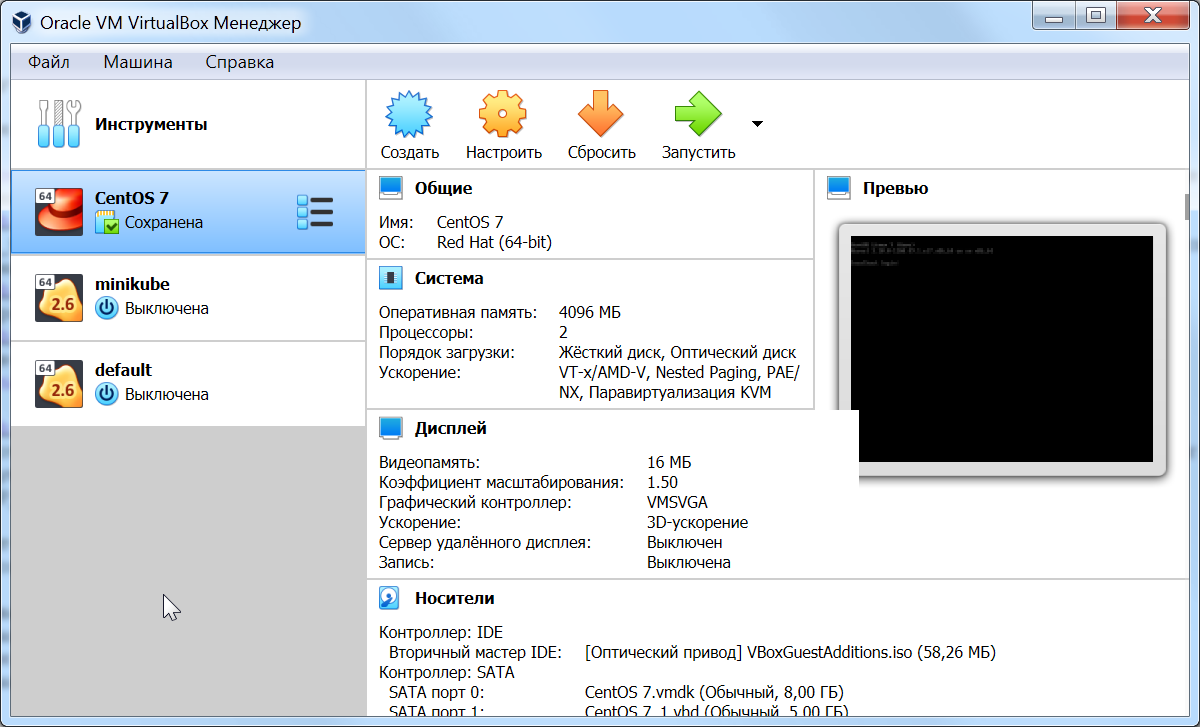 Oracle VM VirtualBox Менеджер
Файл Машина Справка
Инструменты
Создать Настроить Сбросить Запустить
64
CentOS 7
Сохранена
64
2.6
minikube
Выключена
64
2.6
default
Выключена
Общие
Имя: CentOS 7
ОС: Red Hat (64-bit)
Превью
Система
Оперативная память: 4096 МБ
Процессоры: 2
Порядок загрузки: Жёсткий диск, Оптический диск
Ускорение: VT-x/AMD-V, Nested Paging, PAE/
NX, Паравиртуализация KVM
Дисплей
Видеопамять: 16 МБ
Коэффициент масштабирования: 1.50
Графический контроллер: VMSVGA
Ускорение: 3D-ускорение
Сервер удалённого дисплея: Выключен
Запись: Выключена
Носители
Контроллер: IDE
Вторичный мастер IDE: [Оптический привод] VBoxGuestAdditions.iso (58,26 МБ)
Контроллер: SATA
SATA порт 0: CentOS 7.vmdk (Обычный, 8,00 ГБ)
SATA порт 1: CentOS 7_1.vhd (Обычный, 5,00 ГБ)